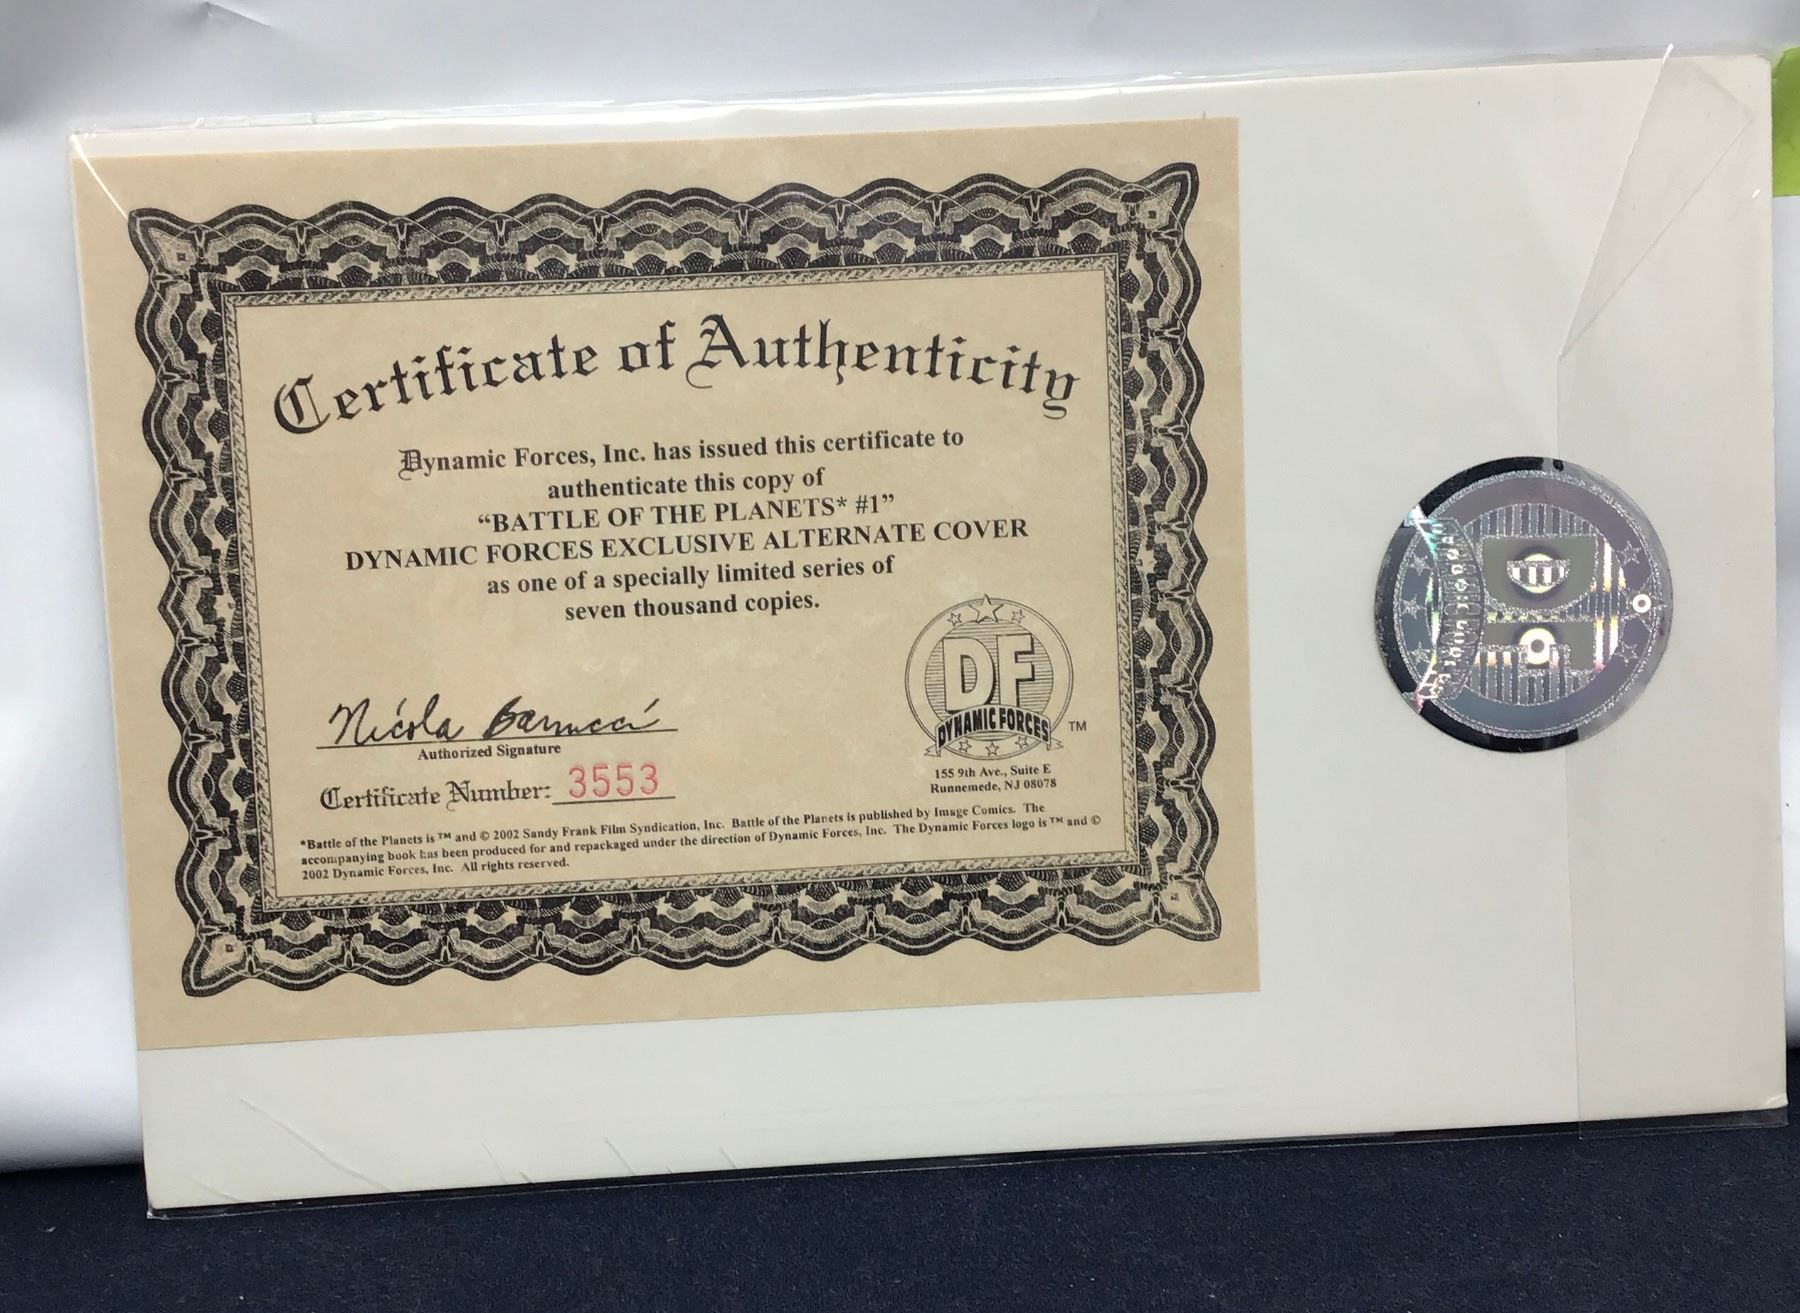 Certificate of Authenticity
Dynamic Forces, Inc. has issued this certificate to
authenticate this copy of
“BATTLE OF THE PLANETS* #1”
DYNAMIC FORCES EXCLUSIVE ALTERNATE COVER
as one of a specially limited series of
seven thousand copies.
Nicola Barrucci
Authorized Signature
Certificate Number: 3553
DF
DYNAMIC FORCES ™
155 9th Ave., Suite E
Runnemede, NJ 08078
*Battle of the Planets is ™ and © 2002 Sandy Frank Film Syndication, Inc. Battle of the Planets is published by Image Comics. The
accompanying book has been produced for and repackaged under the direction of Dynamic Forces, Inc. The Dynamic Forces logo is ™ and ©
2002 Dynamic Forces, Inc. All rights reserved.